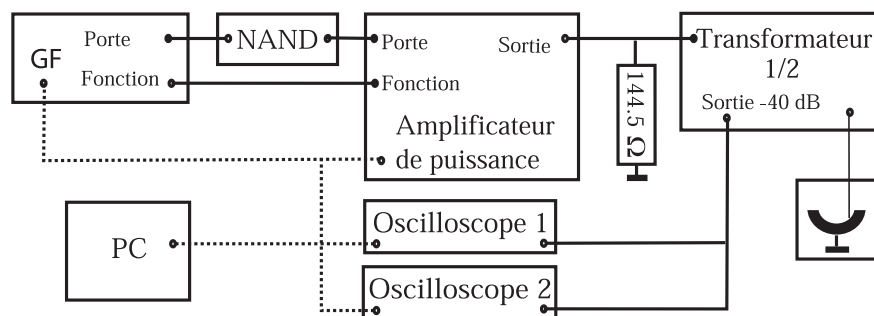 Porte
GF
Fonction
NAND
Porte
Sortie
Fonction
Amplificateur
de puissance
144.5 Ω
Transformateur
1/2
Sortie -40 dB
PC
Oscilloscope 1
Oscilloscope 2